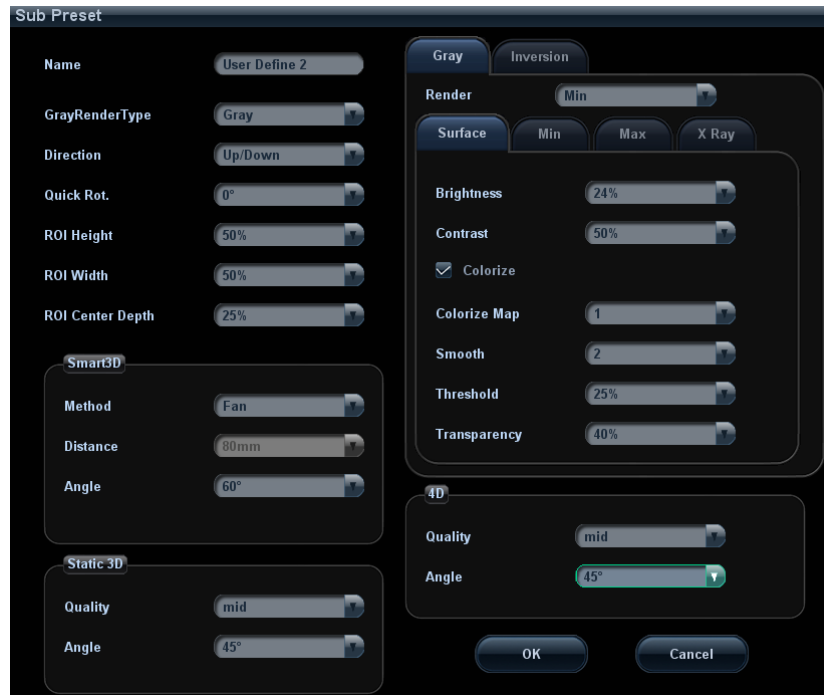 Sub Preset
Name User Define 2
GrayRenderType Gray
Direction Up/Down
Quick Rot. 0°
ROI Height 50%
ROI Width 50%
ROI Center Depth 25%
Smart3D
Method Fan
Distance 80mm
Angle 60°
Static 3D
Quality mid
Angle 45°
Gray Inversion
Render Min
Surface Min Max X Ray
Brightness 24%
Contrast 50%
Colorize
Colorize Map 1
Smooth 2
Threshold 25%
Transparency 40%
4D
Quality mid
Angle 45°
OK Cancel